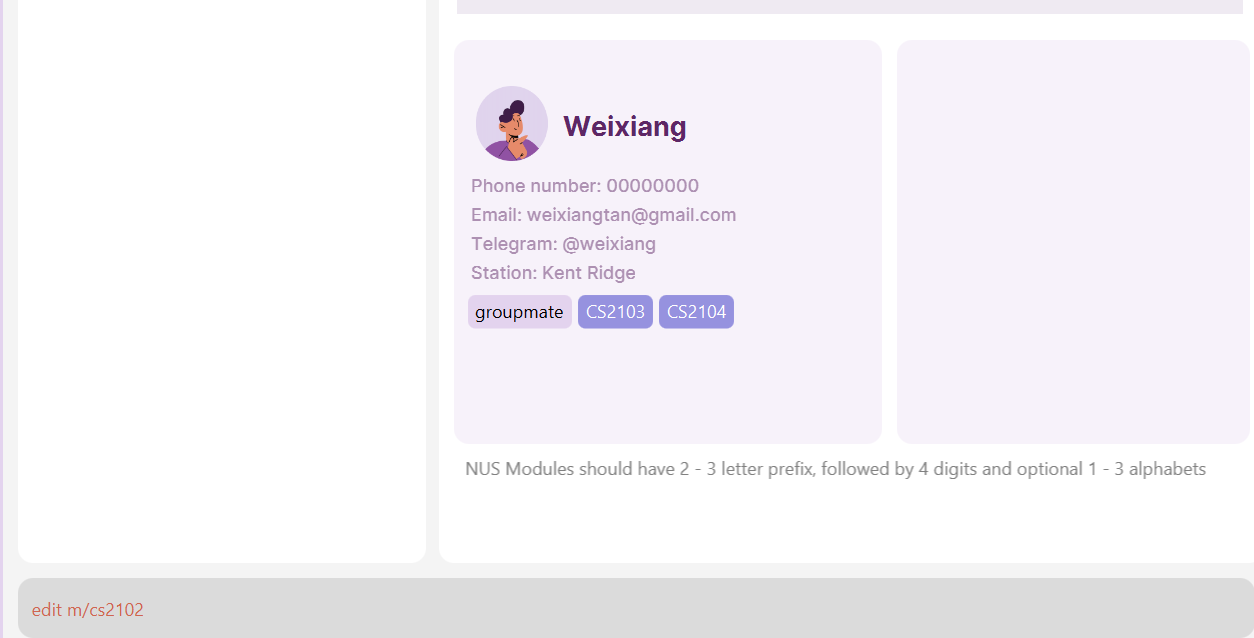 Weixiang
Phone number: 00000000
Email: weixiangtan@gmail.com
Telegram: @weixiang
Station: Kent Ridge
groupmate CS2103 CS2104
NUS Modules should have 2 - 3 letter prefix, followed by 4 digits and optional 1 - 3 alphabets
edit m/cs2102